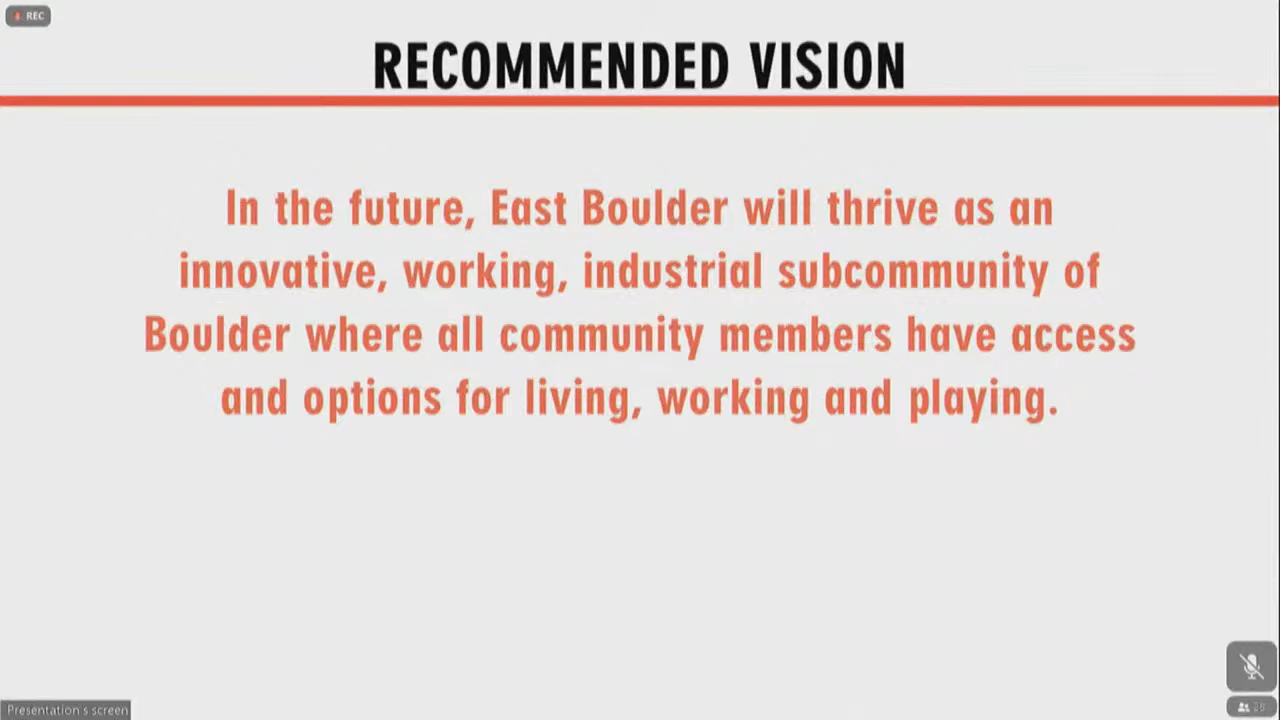 REC
RECOMMENDED VISION
In the future, East Boulder will thrive as an
innovative, working, industrial subcommunity of
Boulder where all community members have access
and options for living, working and playing.
Presentation's screen